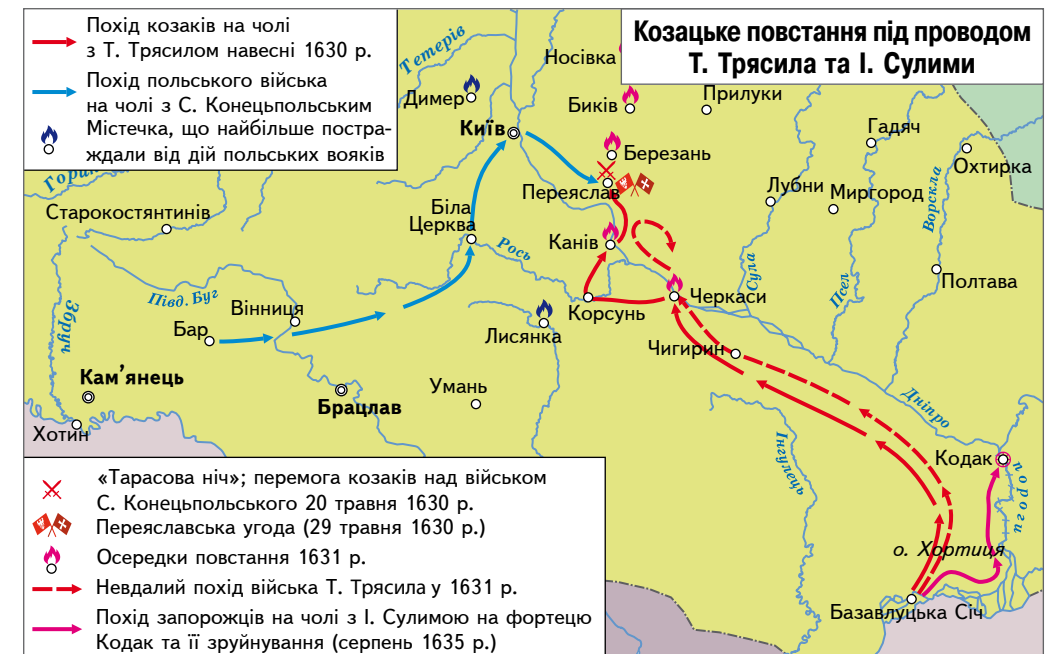 Похід козаків на чолі
з Т. Трясилом навесні 1630 р.
Похід польського війська
на чолі з С. Конецьпольським
Містечка, що найбільше постра-
ждали від дій польських вояків
Козацьке повстання під проводом
Т. Трясила та І. Сулими
Тетерів
Носівка
Димер
Биків
Прилуки
Київ
Гадяч
Березань
Охтирка
Горинь
Переяслав
Лубни
Миргород
Ворскла
Старокостянтинів
Біла
Церква
Канів
Рось
Сула
Псел
Полтава
Збруч
Півд. Буг
Вінниця
Корсунь
Черкаси
Бар
Лисянка
Чигирин
Кам’янець
Брацлав
Умань
Дніпро
Хотин
Інгулець
Кодак
пороги
о. Хортиця
Базавлуцька Січ
«Тарасова ніч»; перемога козаків над військом
С. Конецьпольського 20 травня 1630 р.
Переяславська угода (29 травня 1630 р.)
Осередки повстання 1631 р.
Невдалий похід війська Т. Трясила у 1631 р.
Похід запорожців на чолі з І. Сулимою на фортецю
Кодак та її зруйнування (серпень 1635 р.)